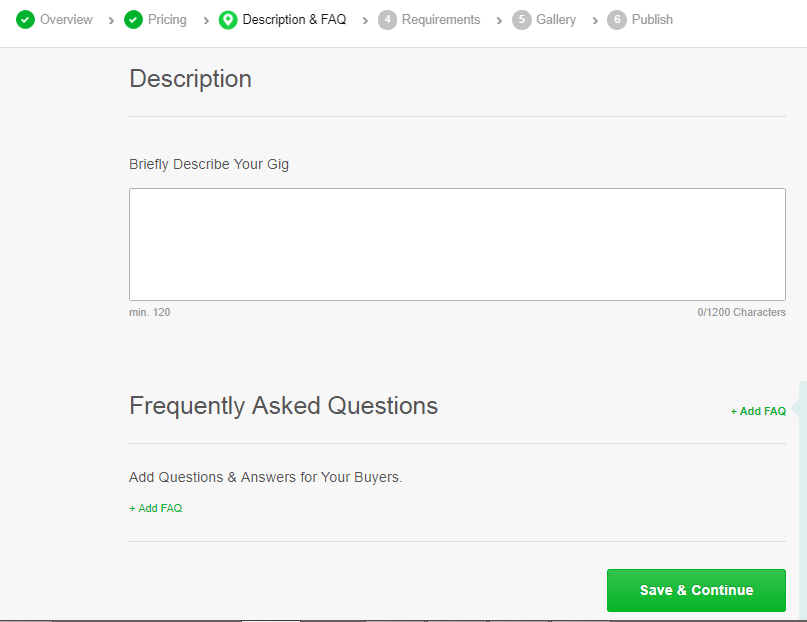 Overview > Pricing > Description & FAQ > 4 Requirements > 5 Gallery > 6 Publish
Description
Briefly Describe Your Gig
min. 120 0/1200 Characters
Frequently Asked Questions + Add FAQ
Add Questions & Answers for Your Buyers.
+ Add FAQ
Save & Continue